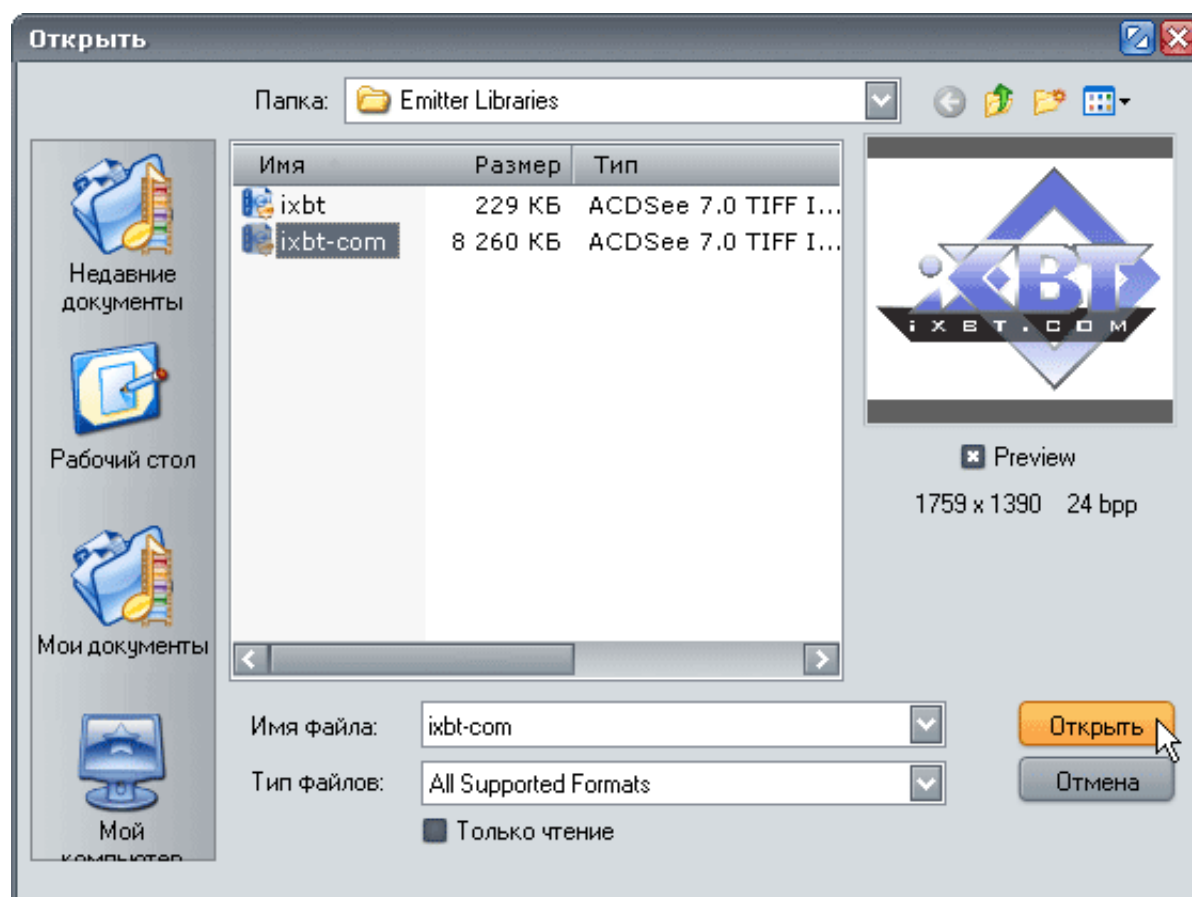 Открыть
Папка: Emitter Libraries
Имя Размер Тип
ixbt 229 КБ ACDSee 7.0 TIFF I...
ixbt-com 8 260 КБ ACDSee 7.0 TIFF I...
Недавние
документы
Рабочий стол
Мои документы
Мой
компьютер
iXBT
iXBT.COM
Preview
1759 x 1390 24 bpp
Имя файла: ixbt-com
Открыть
Тип файлов: All Supported Formats
Отмена
Только чтение